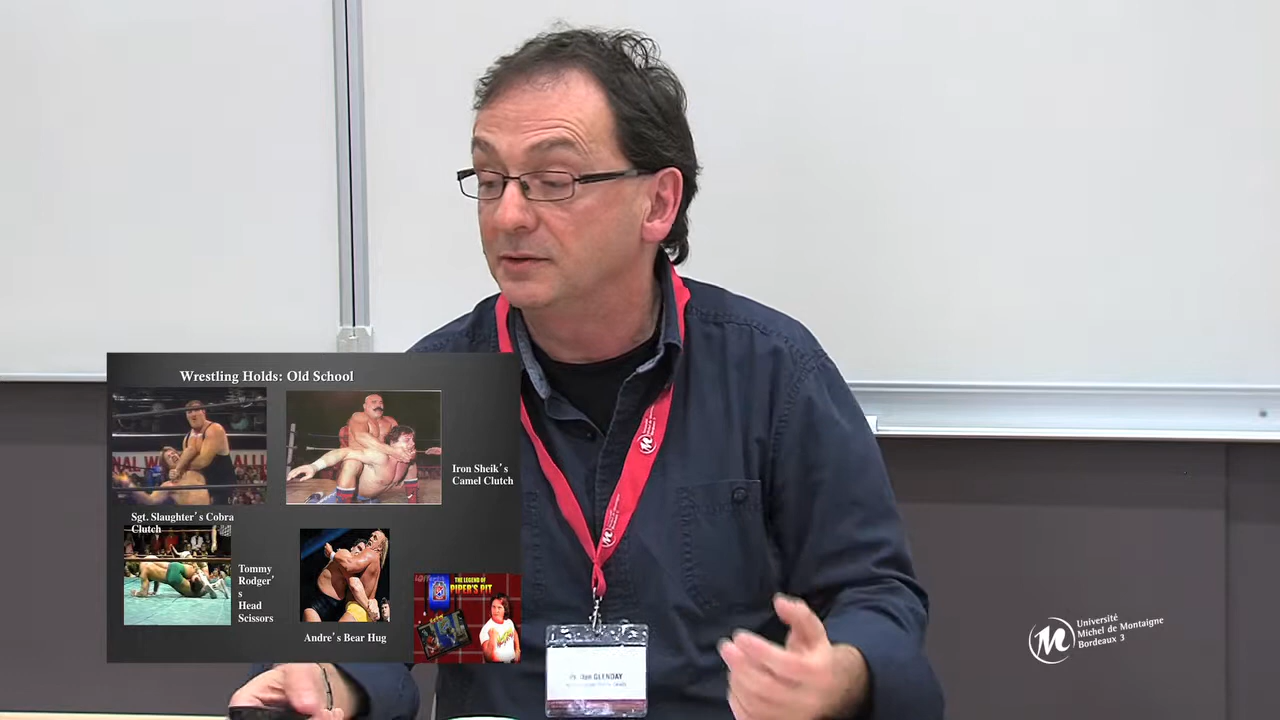 Wrestling Holds: Old School
Iron Sheik's
Camel Clutch
Sgt. Slaughter's Cobra
Clutch
Tommy
Rodger'
s
Head
Scissors
THE LEGEND OF
PIPER'S PIT
Andre's Bear Hug
GLENDAY
Université
Michel de Montaigne
Bordeaux 3